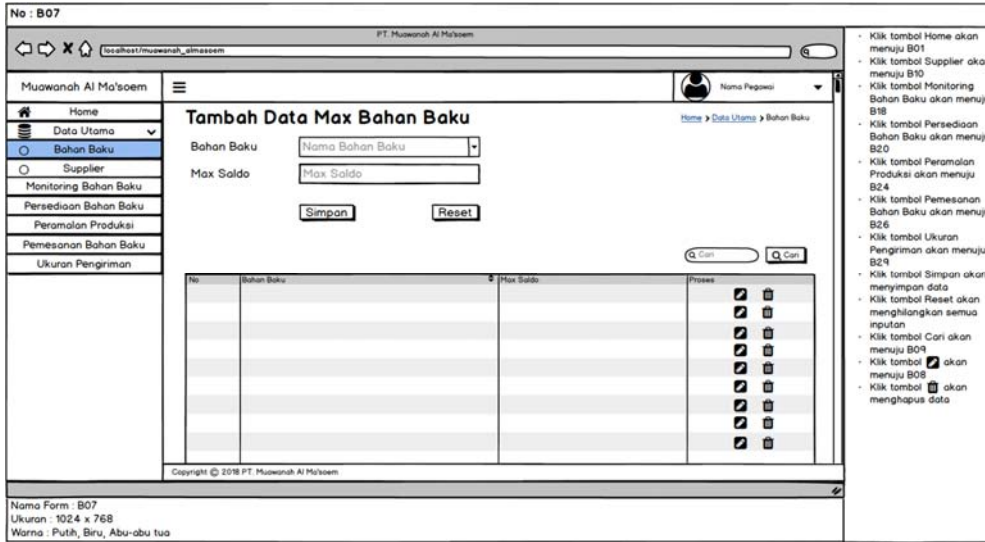 No : B07
PT. Muawanah Al Ma'soem
localhost/muawanah_almasoem
Muawanah Al Ma'soem
Nama Pegawai
Home
Data Utama
Bahan Baku
Supplier
Monitoring Bahan Baku
Persediaan Bahan Baku
Peramalan Produksi
Pemesanan Bahan Baku
Ukuran Pengiriman
Tambah Data Max Bahan Baku
Home > Data Utama > Bahan Baku
Bahan Baku
Nama Bahan Baku
Max Saldo
Max Saldo
Simpan
Reset
Cari
Cari
No
Bahan Baku
Max Saldo
Proses
Copyright © 2018 PT. Muawanah Al Ma'soem
- Klik tombol Home akan
menuju B01
- Klik tombol Supplier aka
menuju B10
- Klik tombol Monitoring
Bahan Baku akan menuju
B18
- Klik tombol Persediaan
Bahan Baku akan menuju
B20
- Klik tombol Peramalan
Produksi akan menuju
B24
- Klik tombol Pemesanan
Bahan Baku akan menuju
B26
- Klik tombol Ukuran
Pengiriman akan menuju
B29
- Klik tombol Simpan akan
menyimpan data
- Klik tombol Reset akan
menghilangkan semua
inputan
- Klik tombol Cari akan
menuju B09
- Klik tombol akan
menuju B08
- Klik tombol akan
menghapus data
Nama Form : B07
Ukuran : 1024 x 768
Warna : Putih, Biru, Abu-abu tua